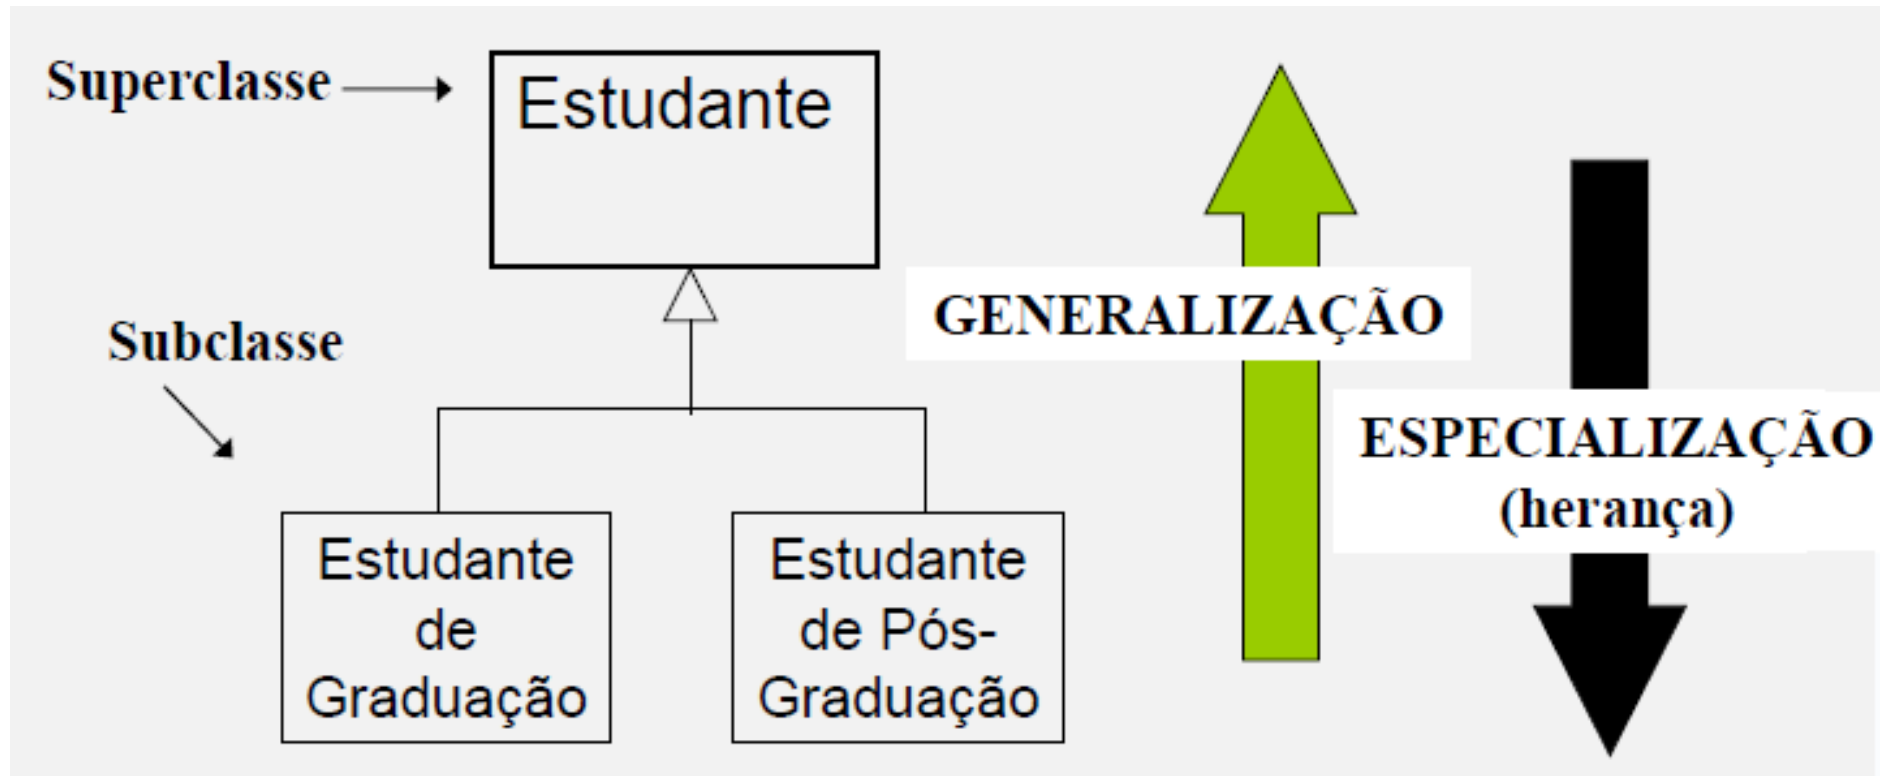 Superclasse
Estudante
GENERALIZAÇÃO
Subclasse
ESPECIALIZAÇÃO
(herança)
Estudante
de
Graduação
Estudante
de Pós-
Graduação